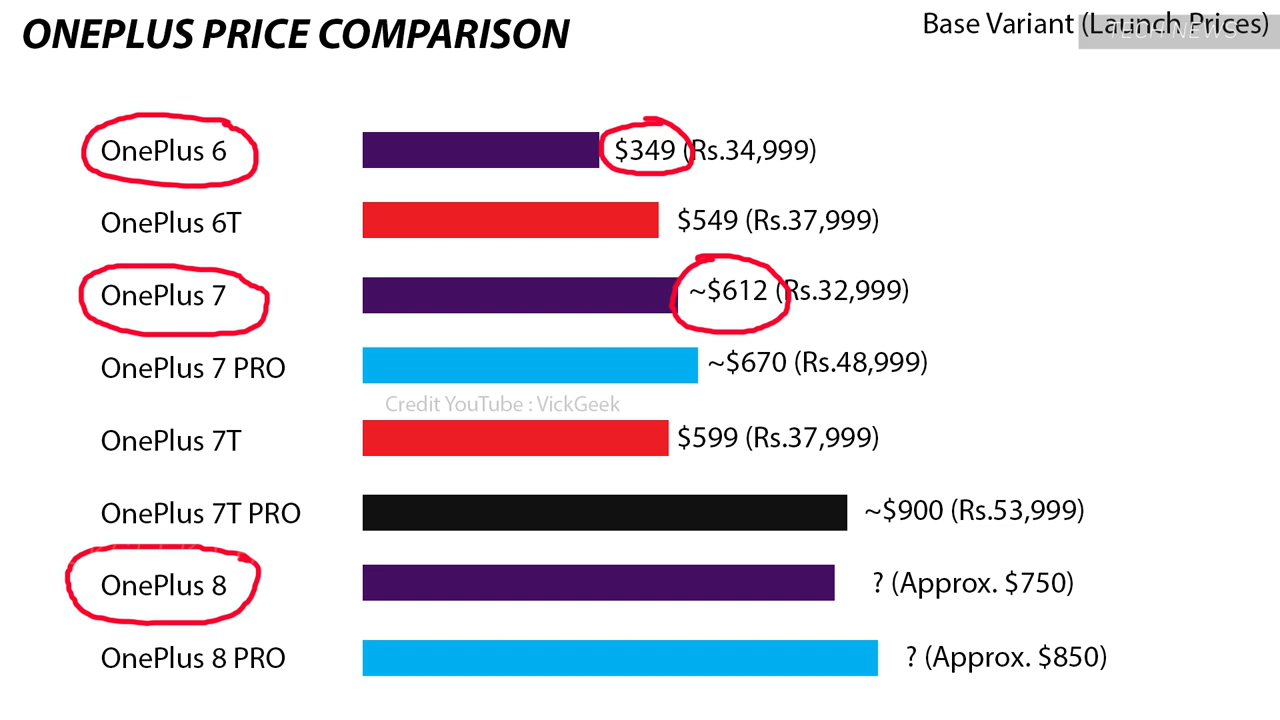 ONEPLUS PRICE COMPARISON
Base Variant (Launch Prices)
TECH NEWS
OnePlus 6 $349 (Rs.34,999)
OnePlus 6T $549 (Rs.37,999)
OnePlus 7 ~$612 (Rs.32,999)
OnePlus 7 PRO ~$670 (Rs.48,999)
Credit YouTube : VickGeek
OnePlus 7T $599 (Rs.37,999)
OnePlus 7T PRO ~$900 (Rs.53,999)
OnePlus 8 ? (Approx. $750)
OnePlus 8 PRO ? (Approx. $850)